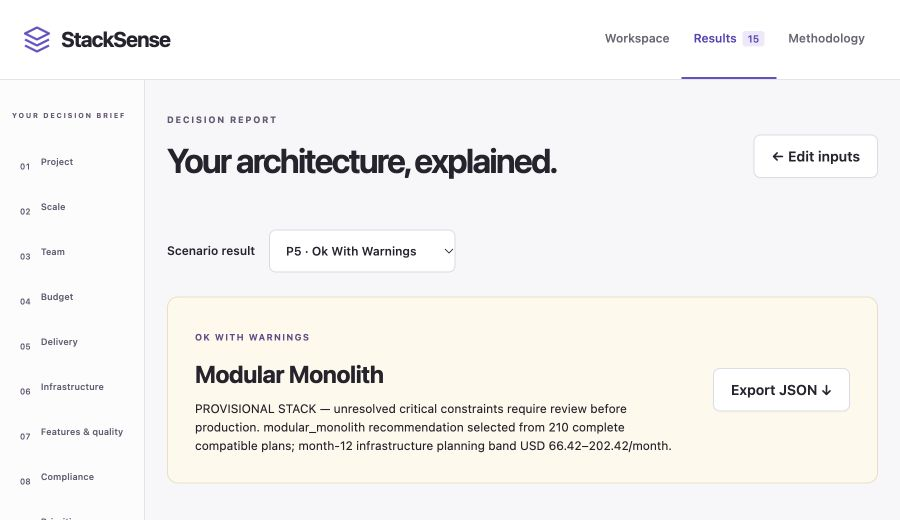 StackSense
Workspace
Results 15
Methodology
YOUR DECISION BRIEF
01 Project
02 Scale
03 Team
04 Budget
05 Delivery
06 Infrastructure
07 Features & quality
08 Compliance
DECISION REPORT
Your architecture, explained.
← Edit inputs
Scenario result
P5 · Ok With Warnings
OK WITH WARNINGS
Modular Monolith
PROVISIONAL STACK — unresolved critical constraints require review before
production. modular_monolith recommendation selected from 210 complete
compatible plans; month-12 infrastructure planning band USD 66.42–202.42/month.
Export JSON ↓